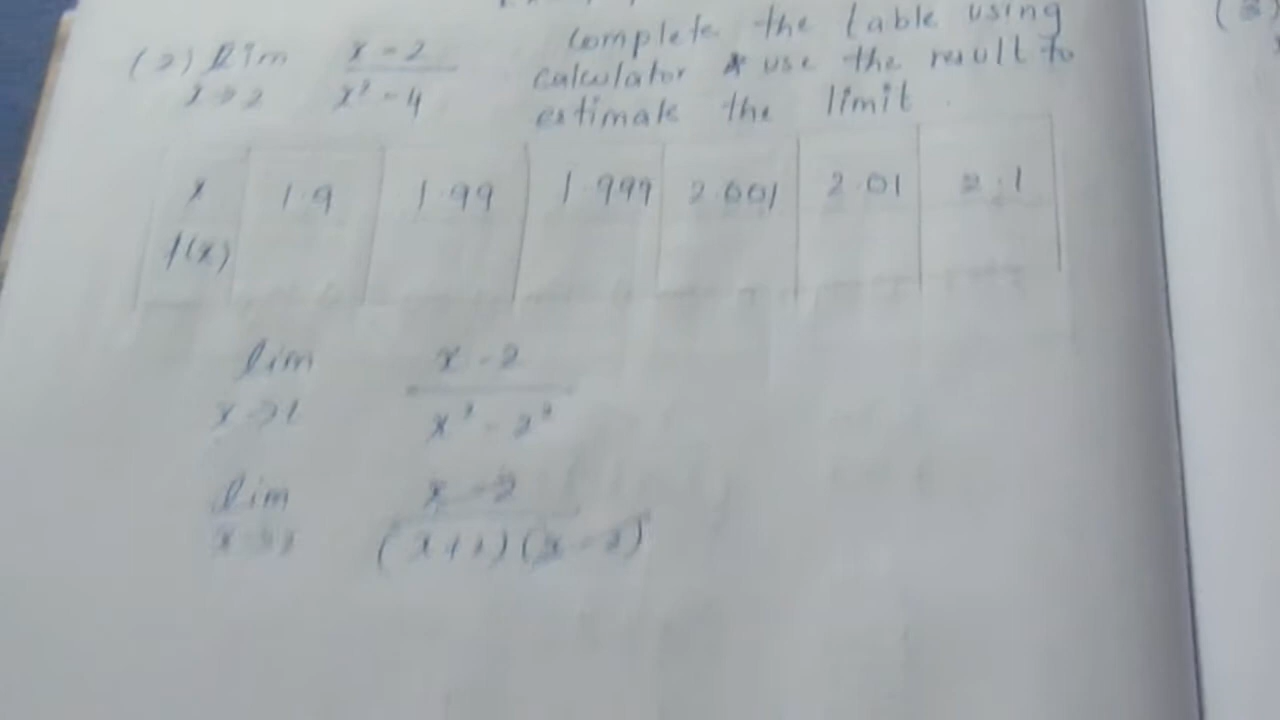 (2) lim x-2 Complete the table using
x→2 x²-4 calculator & use the result to
estimate the limit.
x 1.9 1.99 1.999 2.001 2.01 2.1
f(x)
lim x-2
x→2 x²-2²
lim x-2
x→2 (x+2)(x-2)